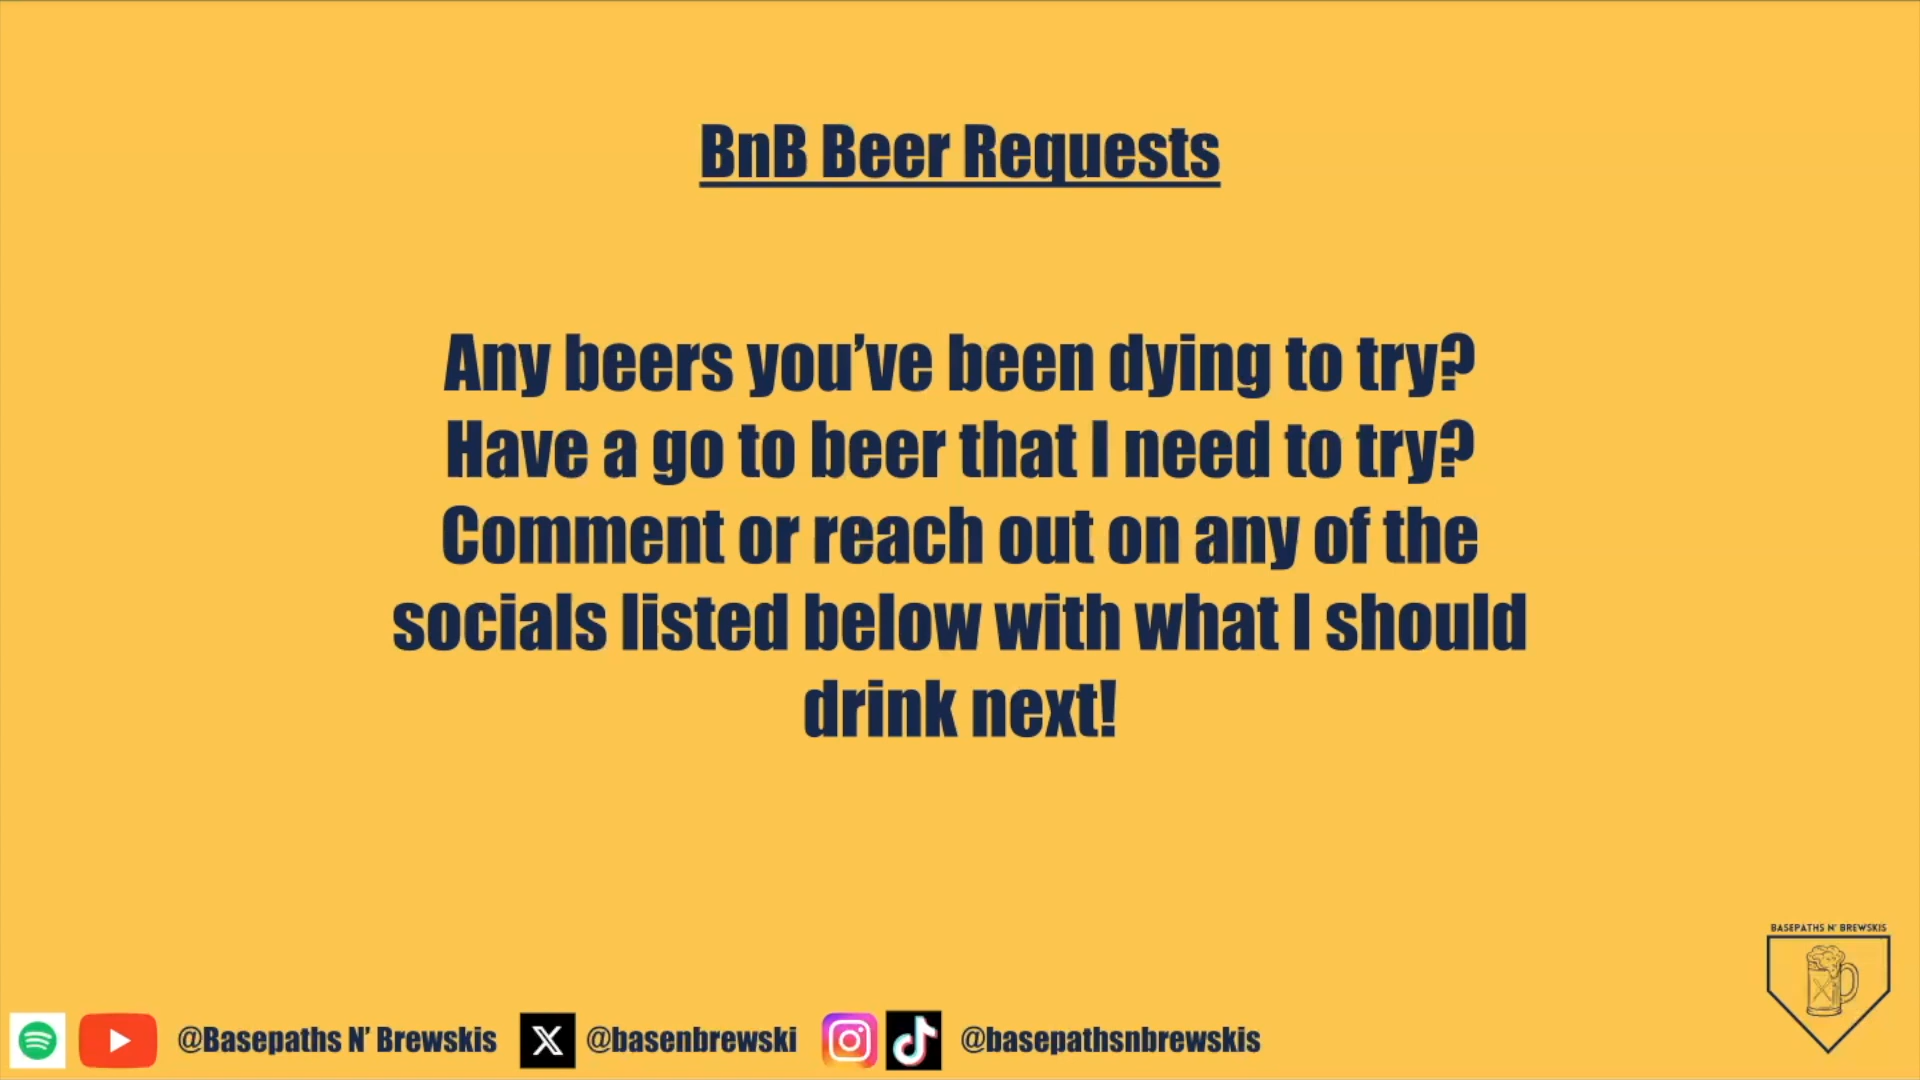 BnB Beer Requests
Any beers you’ve been dying to try?
Have a go to beer that I need to try?
Comment or reach out on any of the
socials listed below with what I should
drink next!
BASEPATHS N' BREWSKIS
@Basepaths N’ Brewskis
@basenbrewski
@basepathsnbrewskis